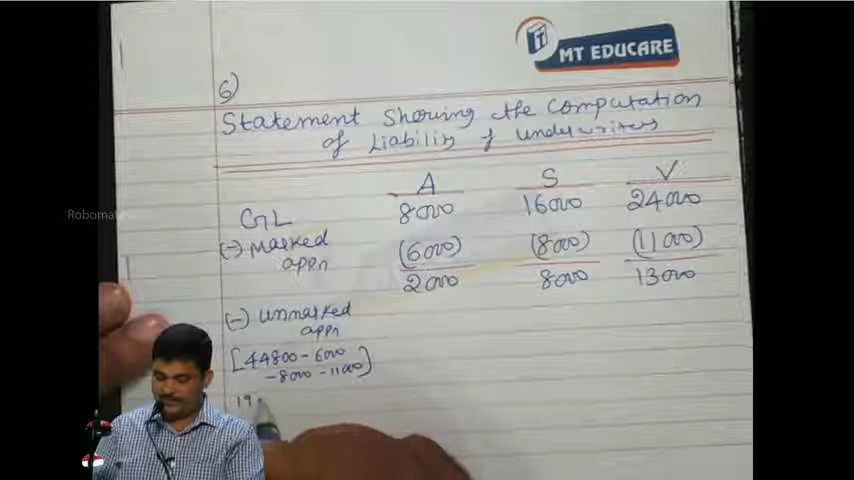 MT EDUCARE
6)
Statement showing the computation
of Liability of underwriters
A S V
GL 8000 16000 24000
(-) Marked (6000) (8000) (11000)
appn
2000 8000 13000
(-) unmarked
appn
[44800 - 6000
- 8000 - 11000]
19